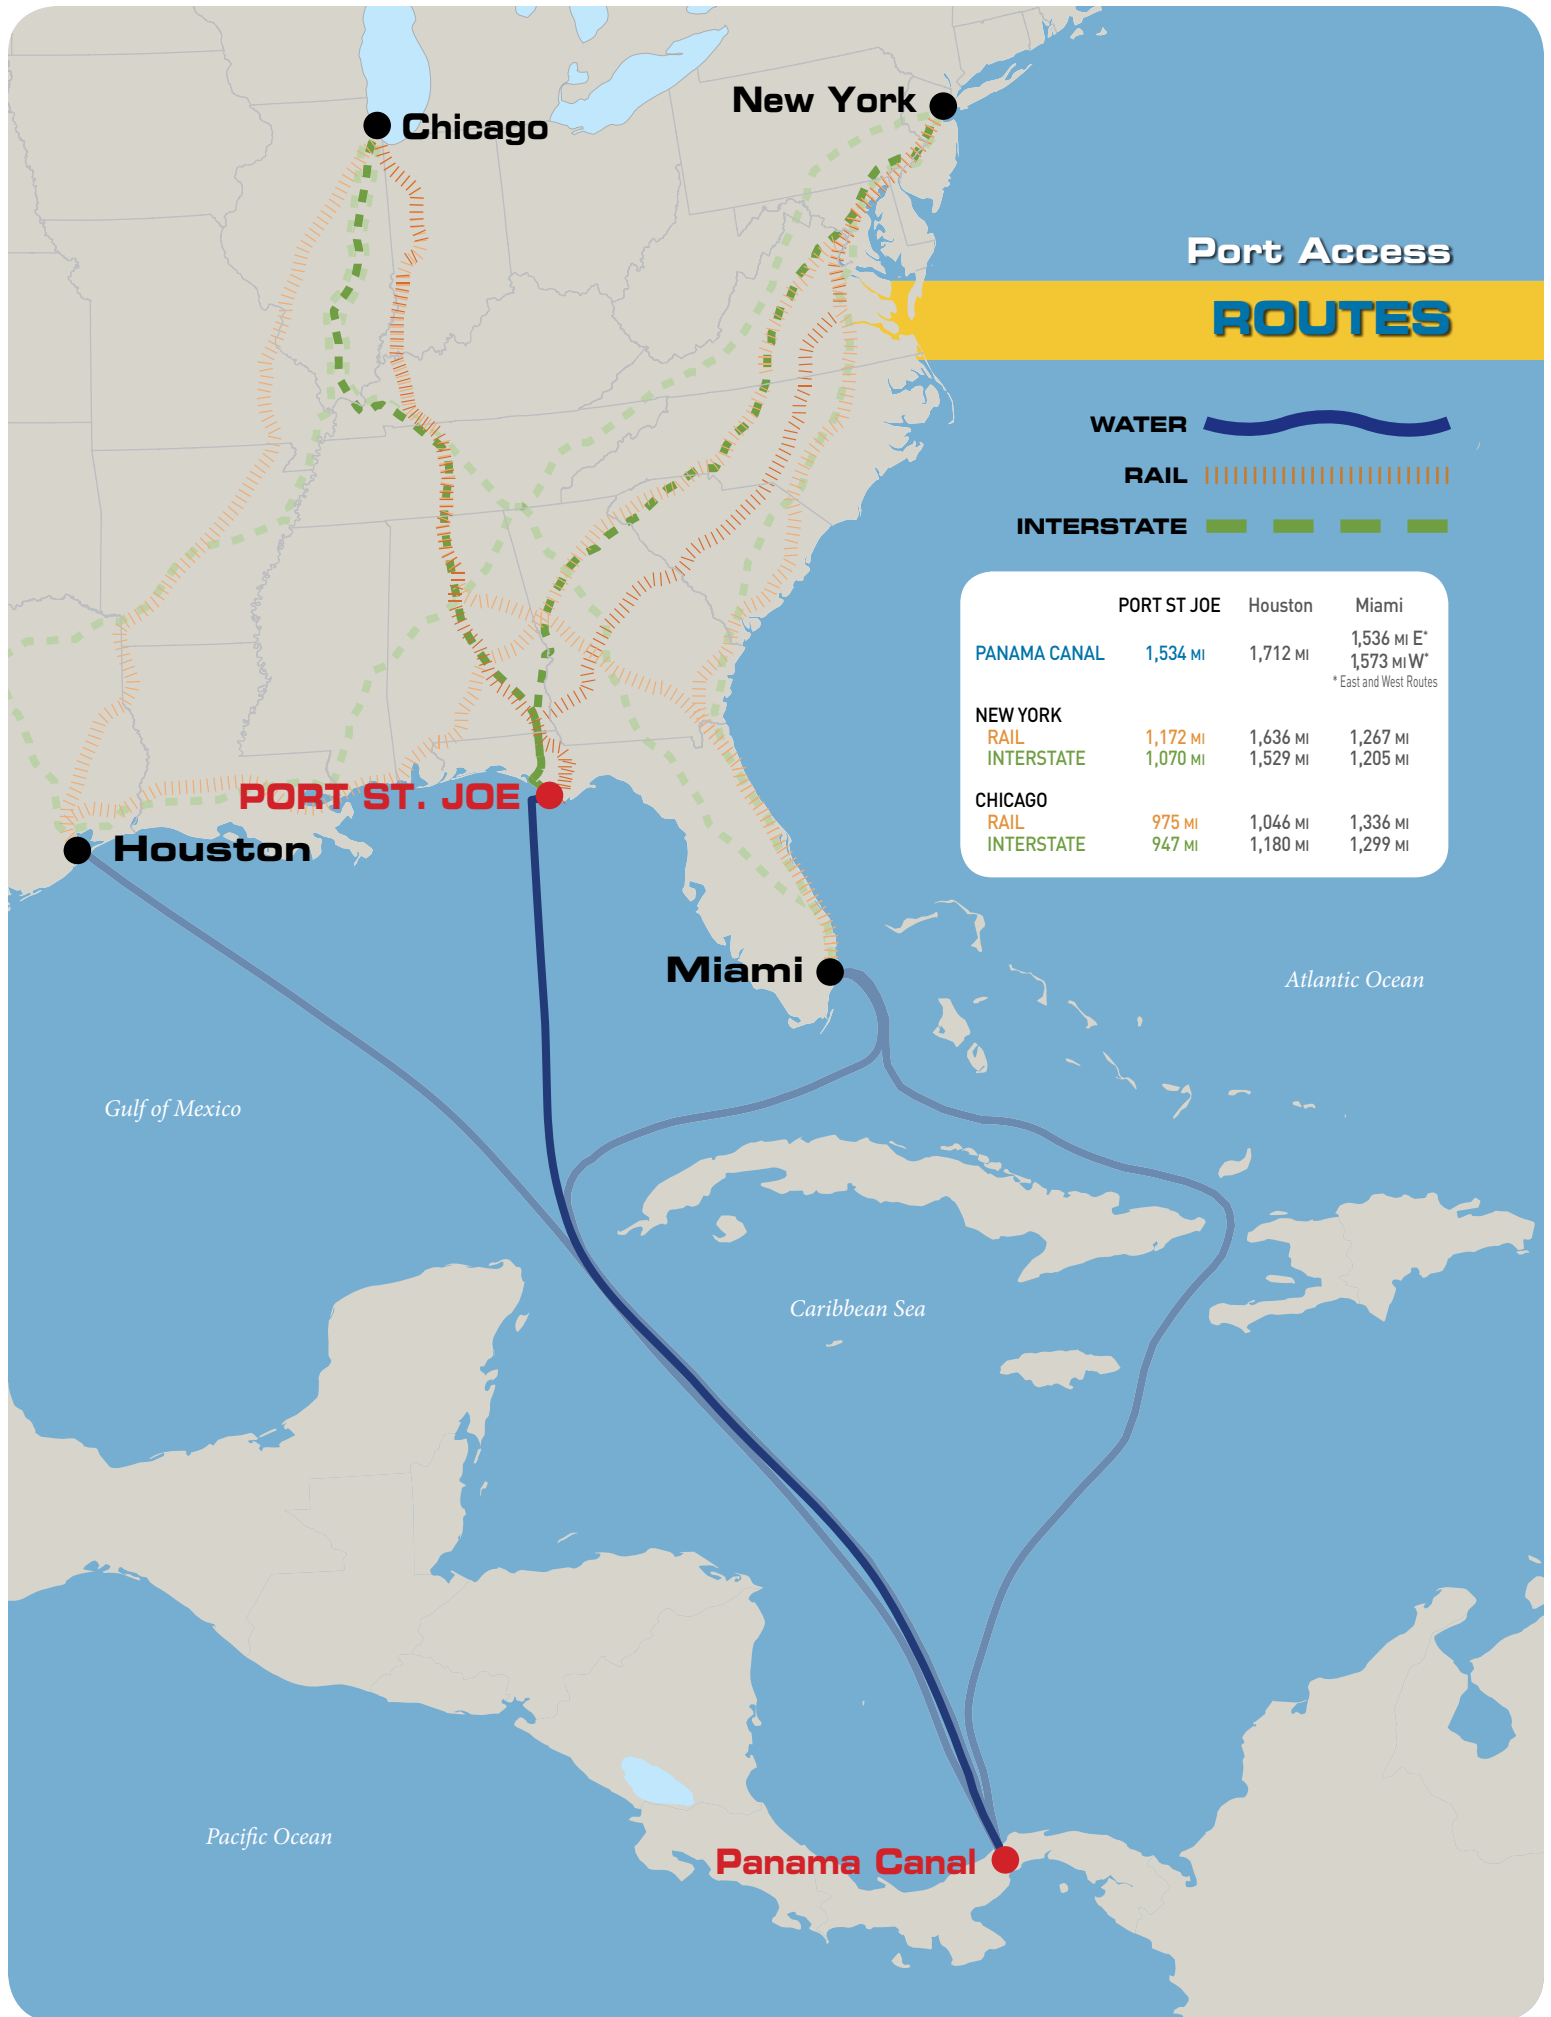 New York
Chicago
Port Access
ROUTES
WATER
RAIL
INTERSTATE
PORT ST JOE Houston Miami
PANAMA CANAL 1,534 MI 1,712 MI 1,536 MI E*
1,573 MI W*
* East and West Routes
NEW YORK
RAIL 1,172 MI 1,636 MI 1,267 MI
INTERSTATE 1,070 MI 1,529 MI 1,205 MI
CHICAGO
RAIL 975 MI 1,046 MI 1,336 MI
INTERSTATE 947 MI 1,180 MI 1,299 MI
PORT ST. JOE
Houston
Miami
Atlantic Ocean
Gulf of Mexico
Caribbean Sea
Pacific Ocean
Panama Canal